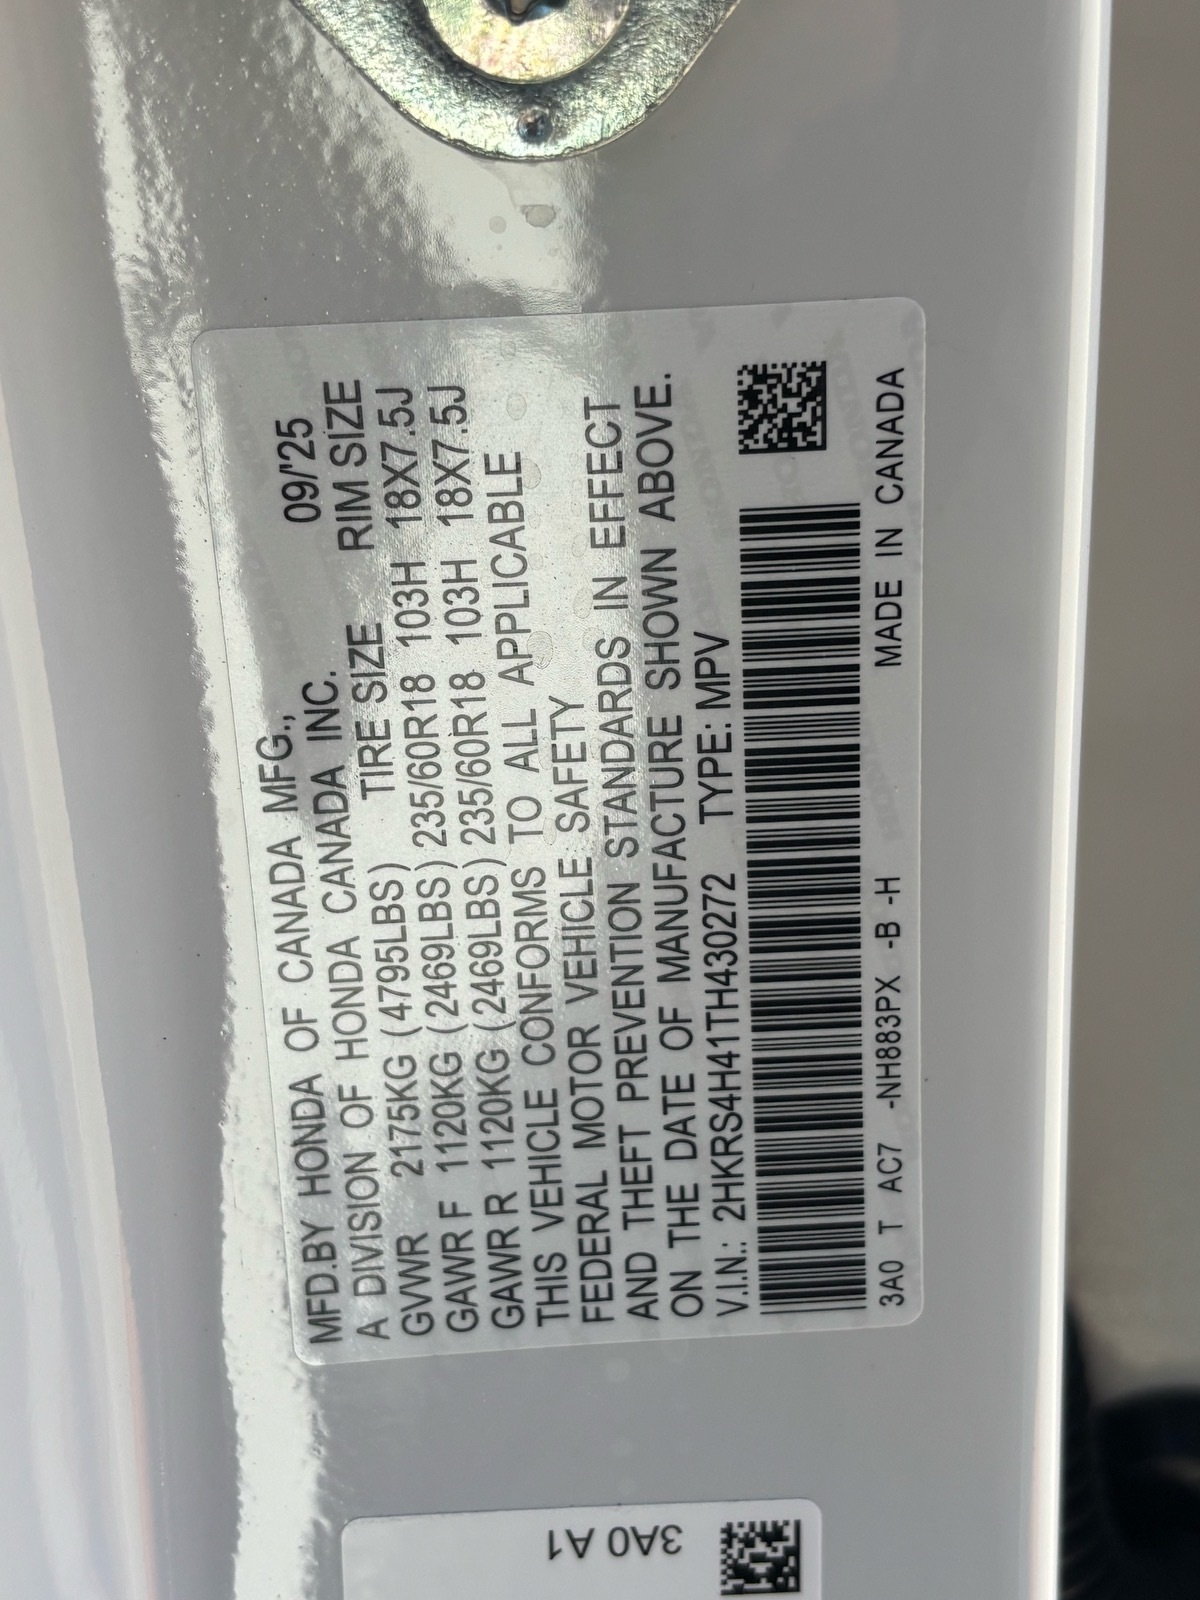 MFD.BY HONDA OF CANADA MFG., 09/'25
A DIVISION OF HONDA CANADA INC.
TIRE SIZE RIM SIZE
GVWR 2175KG (4795LBS)
GAWR F 1120KG (2469LBS) 235/60R18 103H 18X7.5J
GAWR R 1120KG (2469LBS) 235/60R18 103H 18X7.5J
THIS VEHICLE CONFORMS TO ALL APPLICABLE
FEDERAL MOTOR VEHICLE SAFETY
AND THEFT PREVENTION STANDARDS IN EFFECT
ON THE DATE OF MANUFACTURE SHOWN ABOVE.
V.I.N.: 2HKRS4H41TH430272 TYPE: MPV
3A0 T AC7 -NH883PX -B -H MADE IN CANADA
3A0 A1